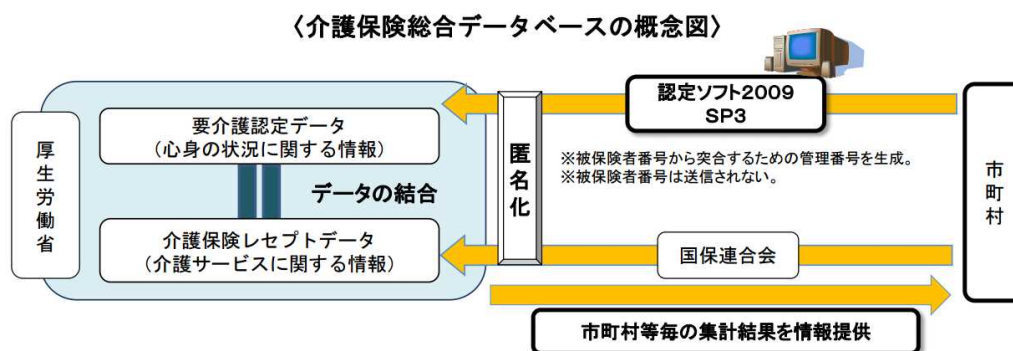 〈介護保険総合データベースの概念図〉
認定ソフト2009
SP3
厚生労働省
要介護認定データ
(心身の状況に関する情報)
データの結合
介護保険レセプトデータ
(介護サービスに関する情報)
匿名化
※被保険者番号から突合するための管理番号を生成。
※被保険者番号は送信されない。
国保連合会
市町村
市町村等毎の集計結果を情報提供